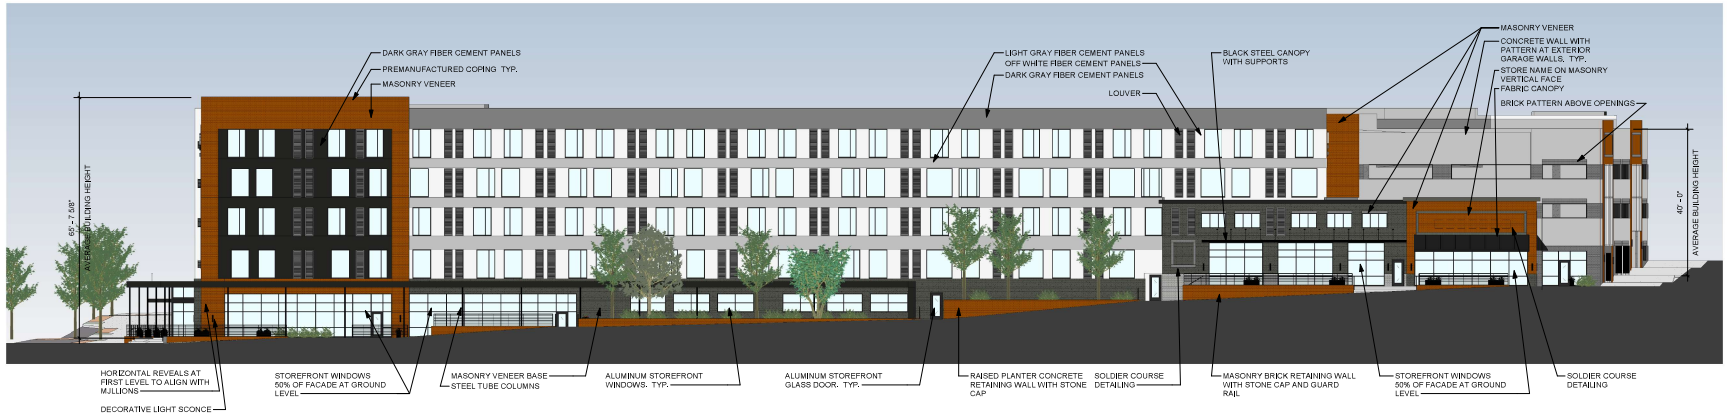 DARK GRAY FIBER CEMENT PANELS
PREMANUFACTURED COPING TYP.
MASONRY VENEER
LIGHT GRAY FIBER CEMENT PANELS
OFF WHITE FIBER CEMENT PANELS
DARK GRAY FIBER CEMENT PANELS
LOUVER
BLACK STEEL CANOPY
WITH SUPPORTS
MASONRY VENEER
CONCRETE WALL WITH
PATTERN AT EXTERIOR
GARAGE WALLS, TYP.
STORE NAME ON MASONRY
VERTICAL FACE
FABRIC CANOPY
BRICK PATTERN ABOVE OPENINGS
65' - 7 5/8"
AVERAGE BUILDING HEIGHT
40' - 0"
AVERAGE BUILDING HEIGHT
HORIZONTAL REVEALS AT
FIRST LEVEL TO ALIGN WITH
MULLIONS
DECORATIVE LIGHT SCONCE
STOREFRONT WINDOWS
50% OF FACADE AT GROUND
LEVEL
MASONRY VENEER BASE
STEEL TUBE COLUMNS
ALUMINUM STOREFRONT
WINDOWS. TYP.
ALUMINUM STOREFRONT
GLASS DOOR. TYP.
RAISED PLANTER CONCRETE
RETAINING WALL WITH STONE
CAP
SOLDIER COURSE
DETAILING
MASONRY BRICK RETAINING WALL
WITH STONE CAP AND GUARD
RAIL
STOREFRONT WINDOWS
50% OF FACADE AT GROUND
LEVEL
SOLDIER COURSE
DETAILING